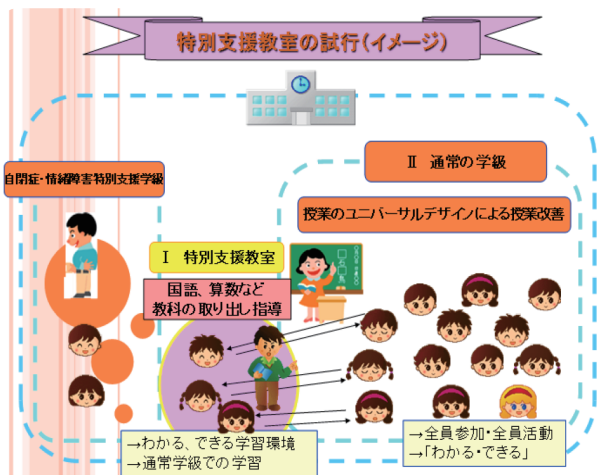 特別支援教室の試行(イメージ)
自閉症・情緒障害特別支援学級
Ⅱ 通常の学級
授業のユニバーサルデザインによる授業改善
Ⅰ 特別支援教室
国語、算数など
教科の取り出し指導
→わかる、できる学習環境
→通常学級での学習
→全員参加・全員活動
→「わかる・できる」